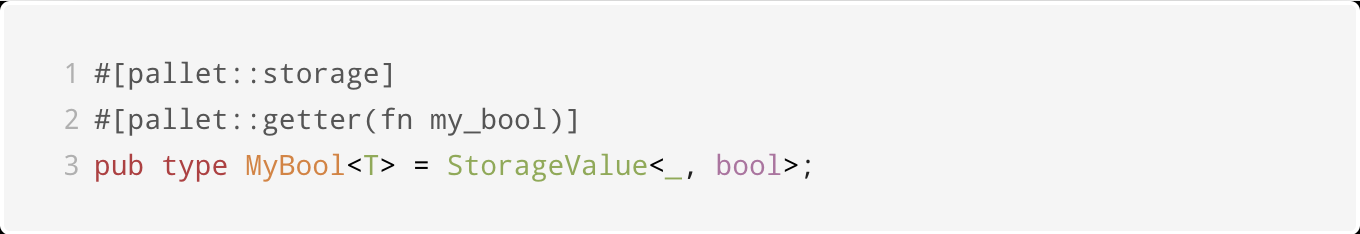 1 #[pallet::storage]
2 #[pallet::getter(fn my_bool)]
3 pub type MyBool<T> = StorageValue<_, bool>;